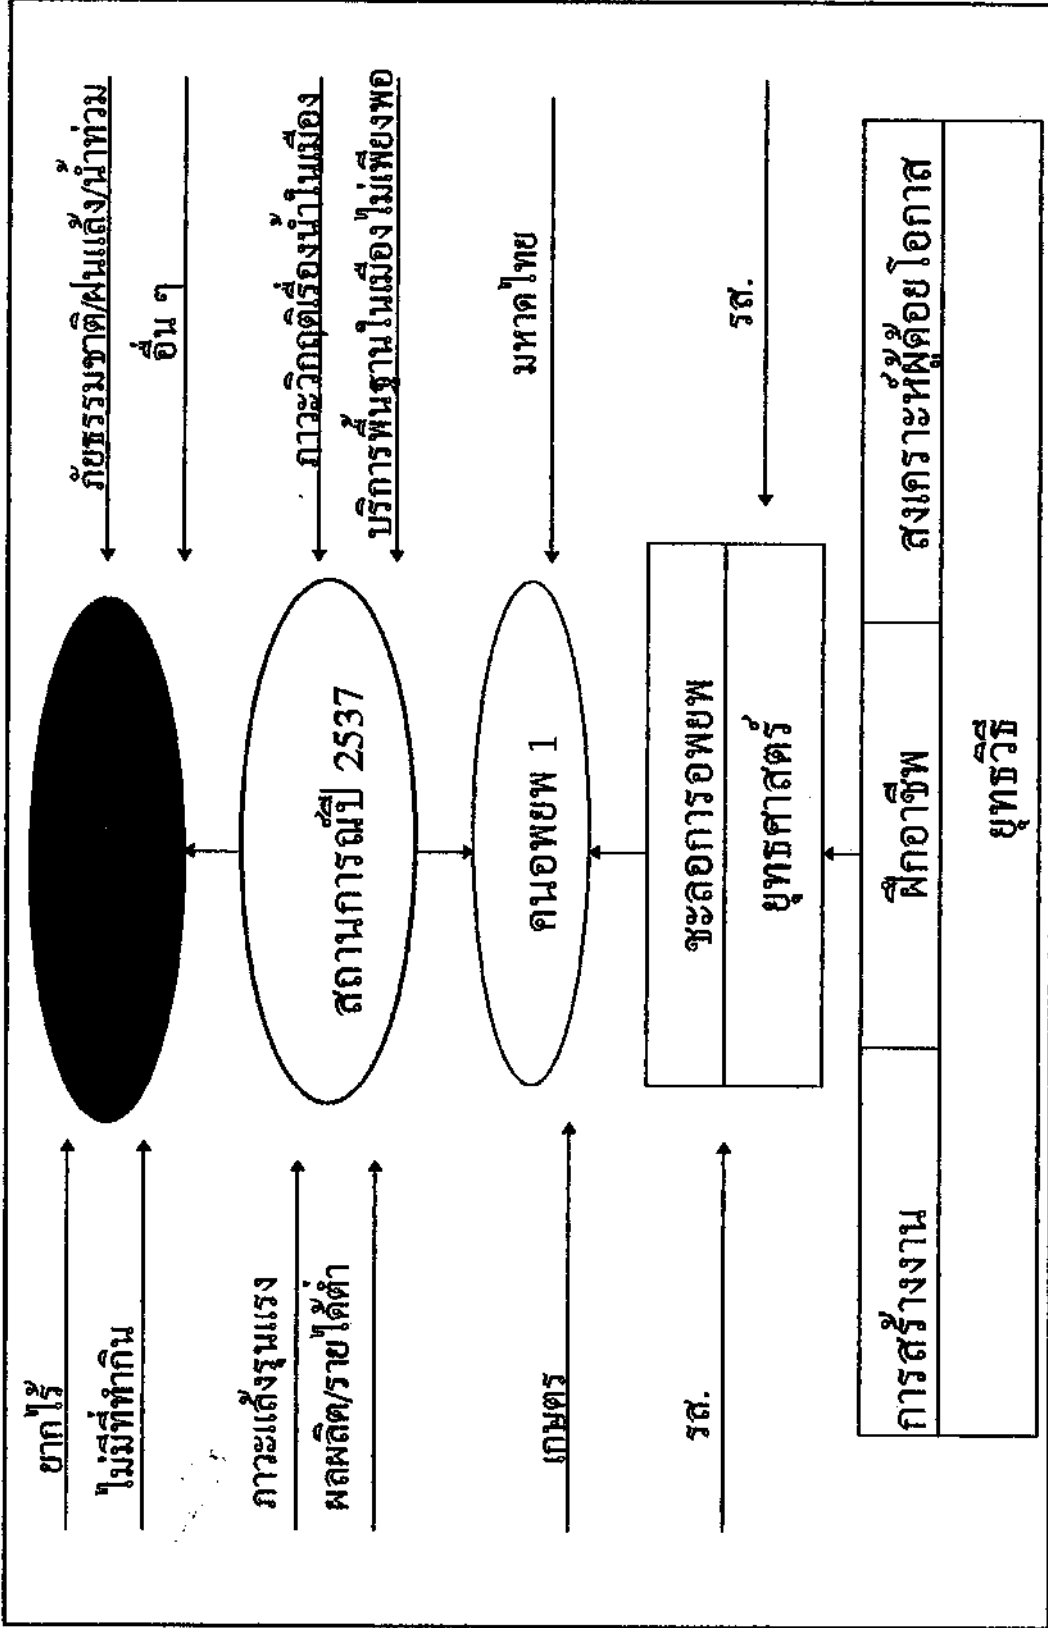 ยากไร้
ไม่มีที่ทำกิน
ภัยธรรมชาติ/ฝนแล้ง/น้ำท่วม
อื่น ๆ
ภาวะแล้งรุนแรง
ผลผลิต/รายได้ต่ำ
สถานการณ์ปี 2537
ภาวะวิกฤติเรื่องน้ำในเมือง
บริการพื้นฐานในเมืองไม่เพียงพอ
เกษตร
คนอพยพ 1
มหาดไทย
รส.
ชะลอการอพยพ
ยุทธศาสตร์
รส.
การสร้างงาน
ฝึกอาชีพ
สงเคราะห์ผู้ด้อยโอกาส
ยุทธวิธี